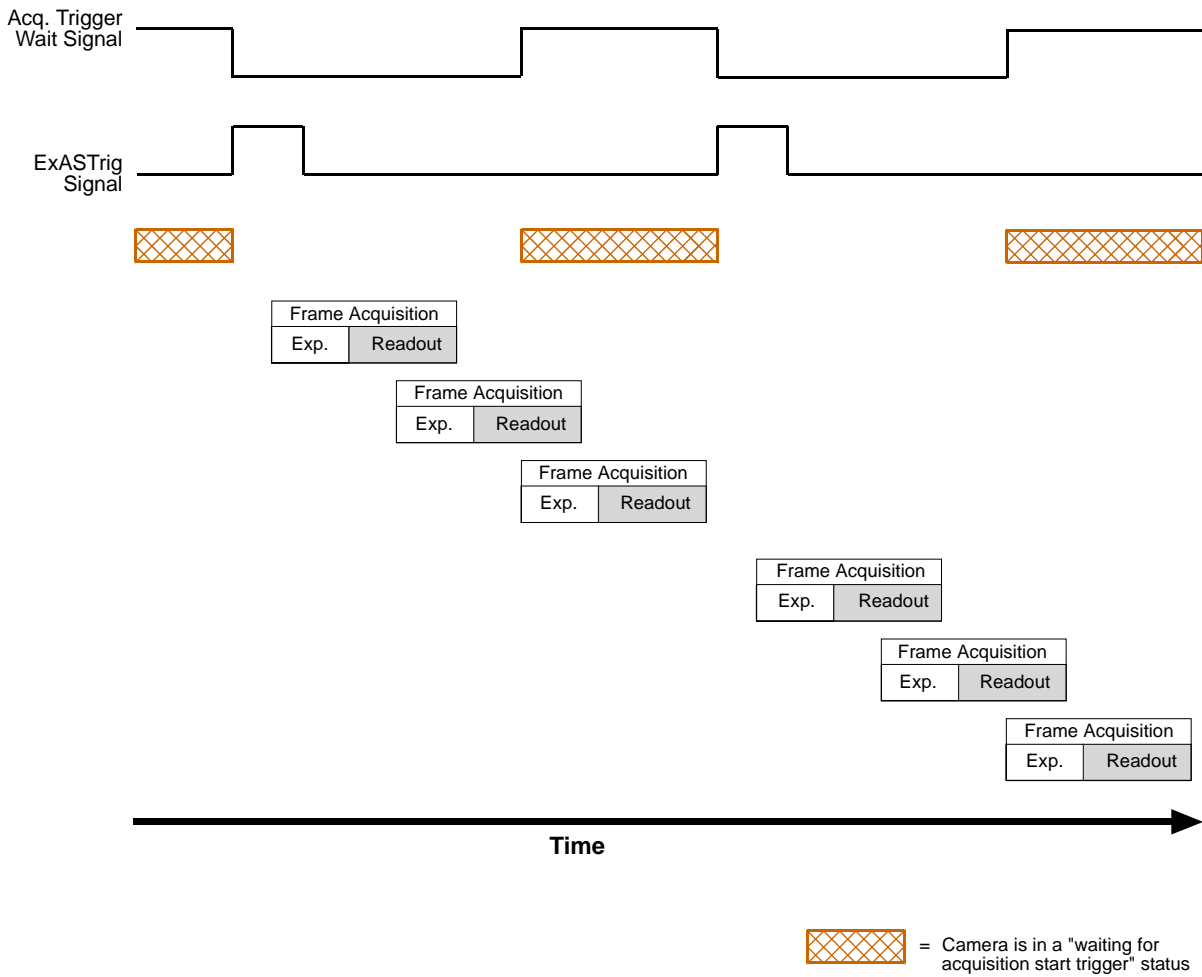 Acq. Trigger
Wait Signal
ExASTrig
Signal
Frame Acquisition
Exp. Readout
Frame Acquisition
Exp. Readout
Frame Acquisition
Exp. Readout
Frame Acquisition
Exp. Readout
Frame Acquisition
Exp. Readout
Frame Acquisition
Exp. Readout
Time
= Camera is in a "waiting for
acquisition start trigger" status